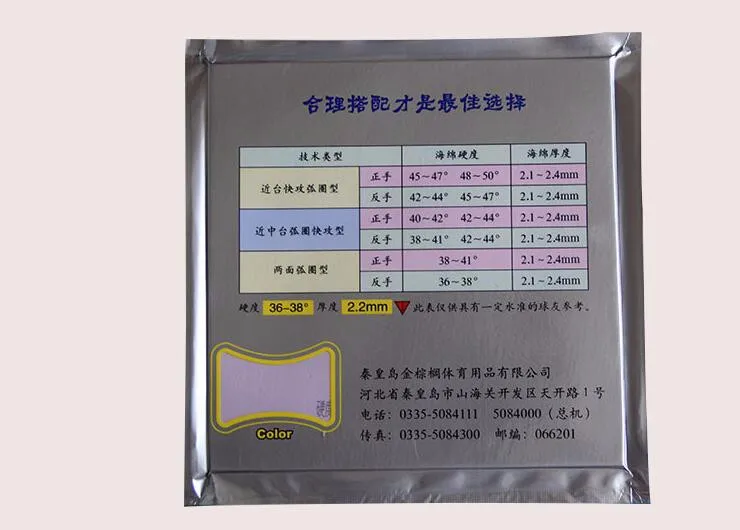 合理搭配才是最佳选择
技术类型 海绵硬度 海绵厚度
近台快攻弧圈型 正手 45~47° 48~50° 2.1~2.4mm
反手 42~44° 45~47° 2.1~2.4mm
近中台弧圈快攻型 正手 40~42° 42~44° 2.1~2.4mm
反手 38~41° 42~44° 2.1~2.4mm
两面弧圈型 正手 38~41° 2.1~2.4mm
反手 36~38° 2.1~2.4mm
硬度 36-38° 厚度 2.2mm 此表仅供具有一定水准的球友参考。
秦皇岛金棕榈体育用品有限公司
河北省秦皇岛市山海关开发区天开路1号
电话：0335-5084111 5084000（总机）
传真：0335-5084300 邮编：066201
Color